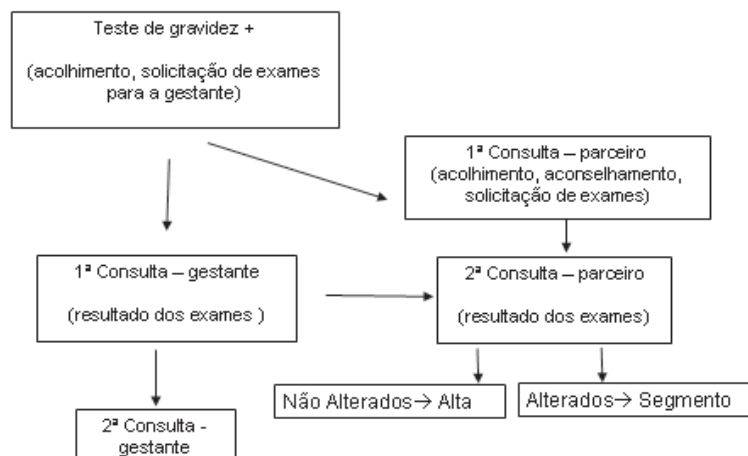 Teste de gravidez +
(acolhimento, solicitação de exames
para a gestante)
1ª Consulta – parceiro
(acolhimento, aconselhamento,
solicitação de exames)
1ª Consulta – gestante
(resultado dos exames )
2ª Consulta – parceiro
(resultado dos exames)
Não Alterados→ Alta
Alterados→ Segmento
2ª Consulta -
gestante